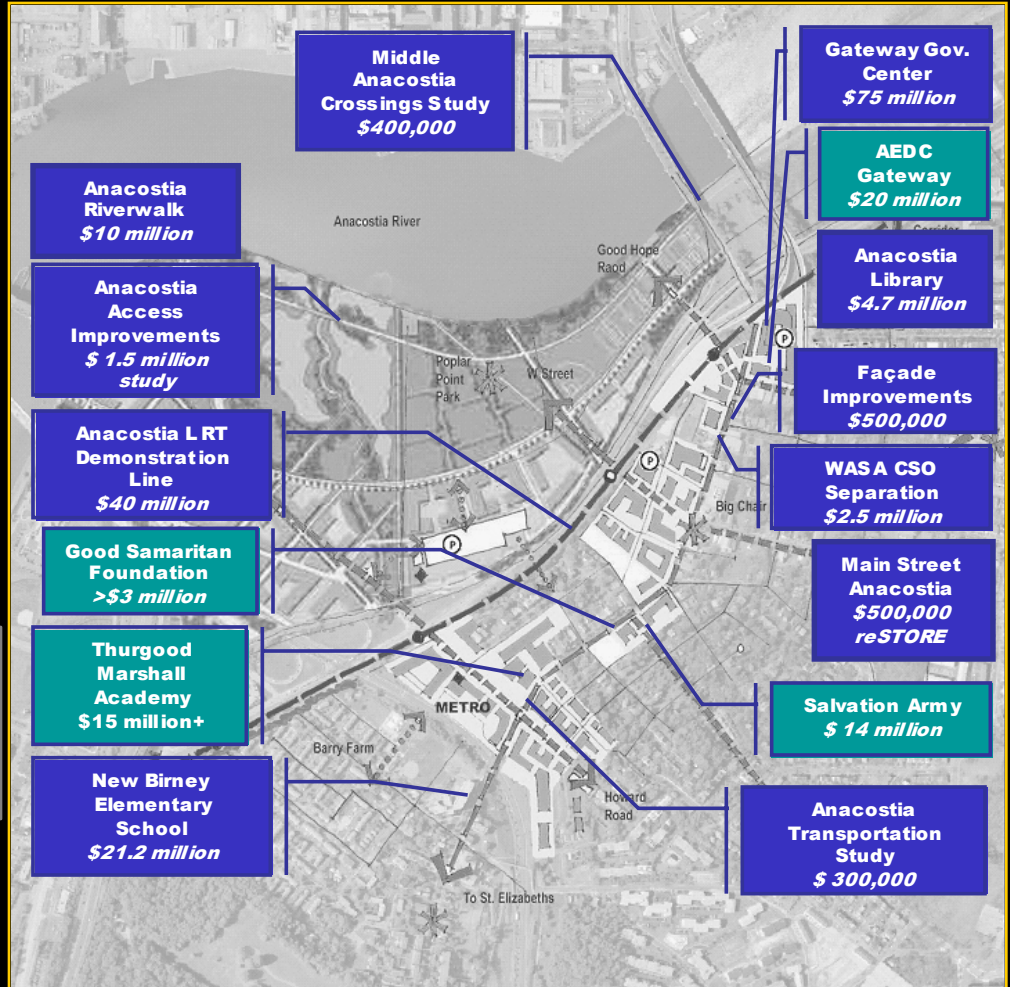 Middle
Anacostia
Crossings Study
$400,000
Gateway Gov.
Center
$75 million
AEDC
Gateway
$20 million
Anacostia
Riverwalk
$10 million
Anacostia River
Good Hope
Raod
Corridor
Anacostia
Library
$4.7 million
Anacostia
Access
Improvements
$ 1.5 million
study
Poplar
Point
Park
W Street
P
Façade
Improvements
$500,000
Anacostia LRT
Demonstration
Line
$40 million
P
WASA CSO
Separation
$2.5 million
Big Chair
P
Good Samaritan
Foundation
>$3 million
Main Street
Anacostia
$500,000
reSTORE
Thurgood
Marshall
Academy
$15 million+
METRO
Salvation Army
$ 14 million
Barry Farm
New Birney
Elementary
School
$21.2 million
Howard
Road
Anacostia
Transportation
Study
$ 300,000
To St. Elizabeths